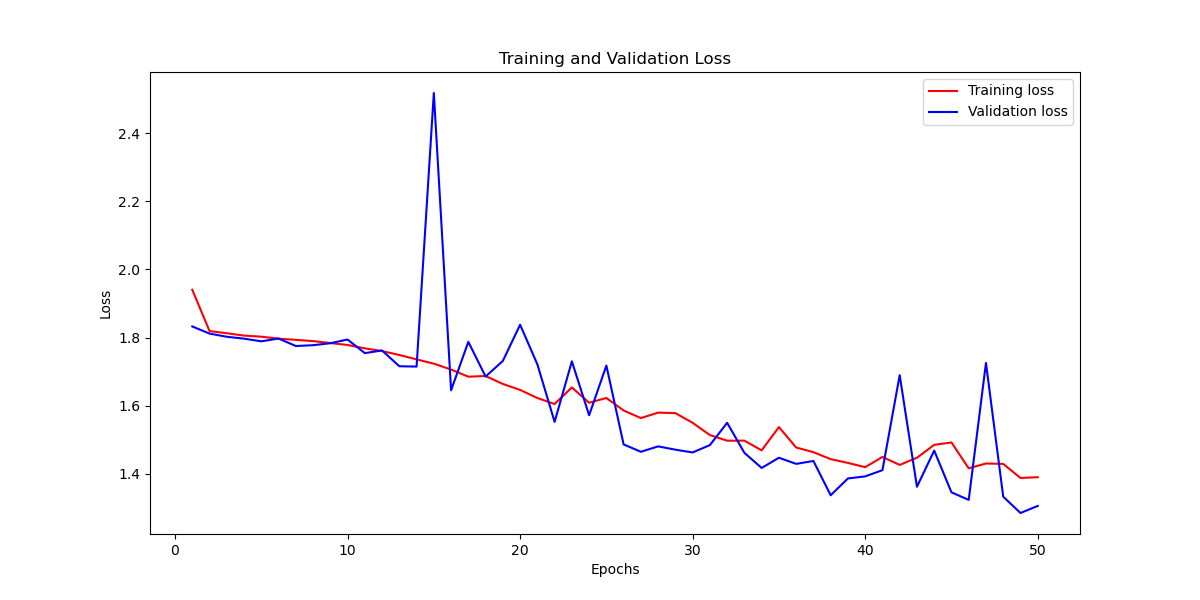 Training and Validation Loss
Training loss
Validation loss
Loss
2.4
2.2
2.0
1.8
1.6
1.4
0 10 20 30 40 50
Epochs